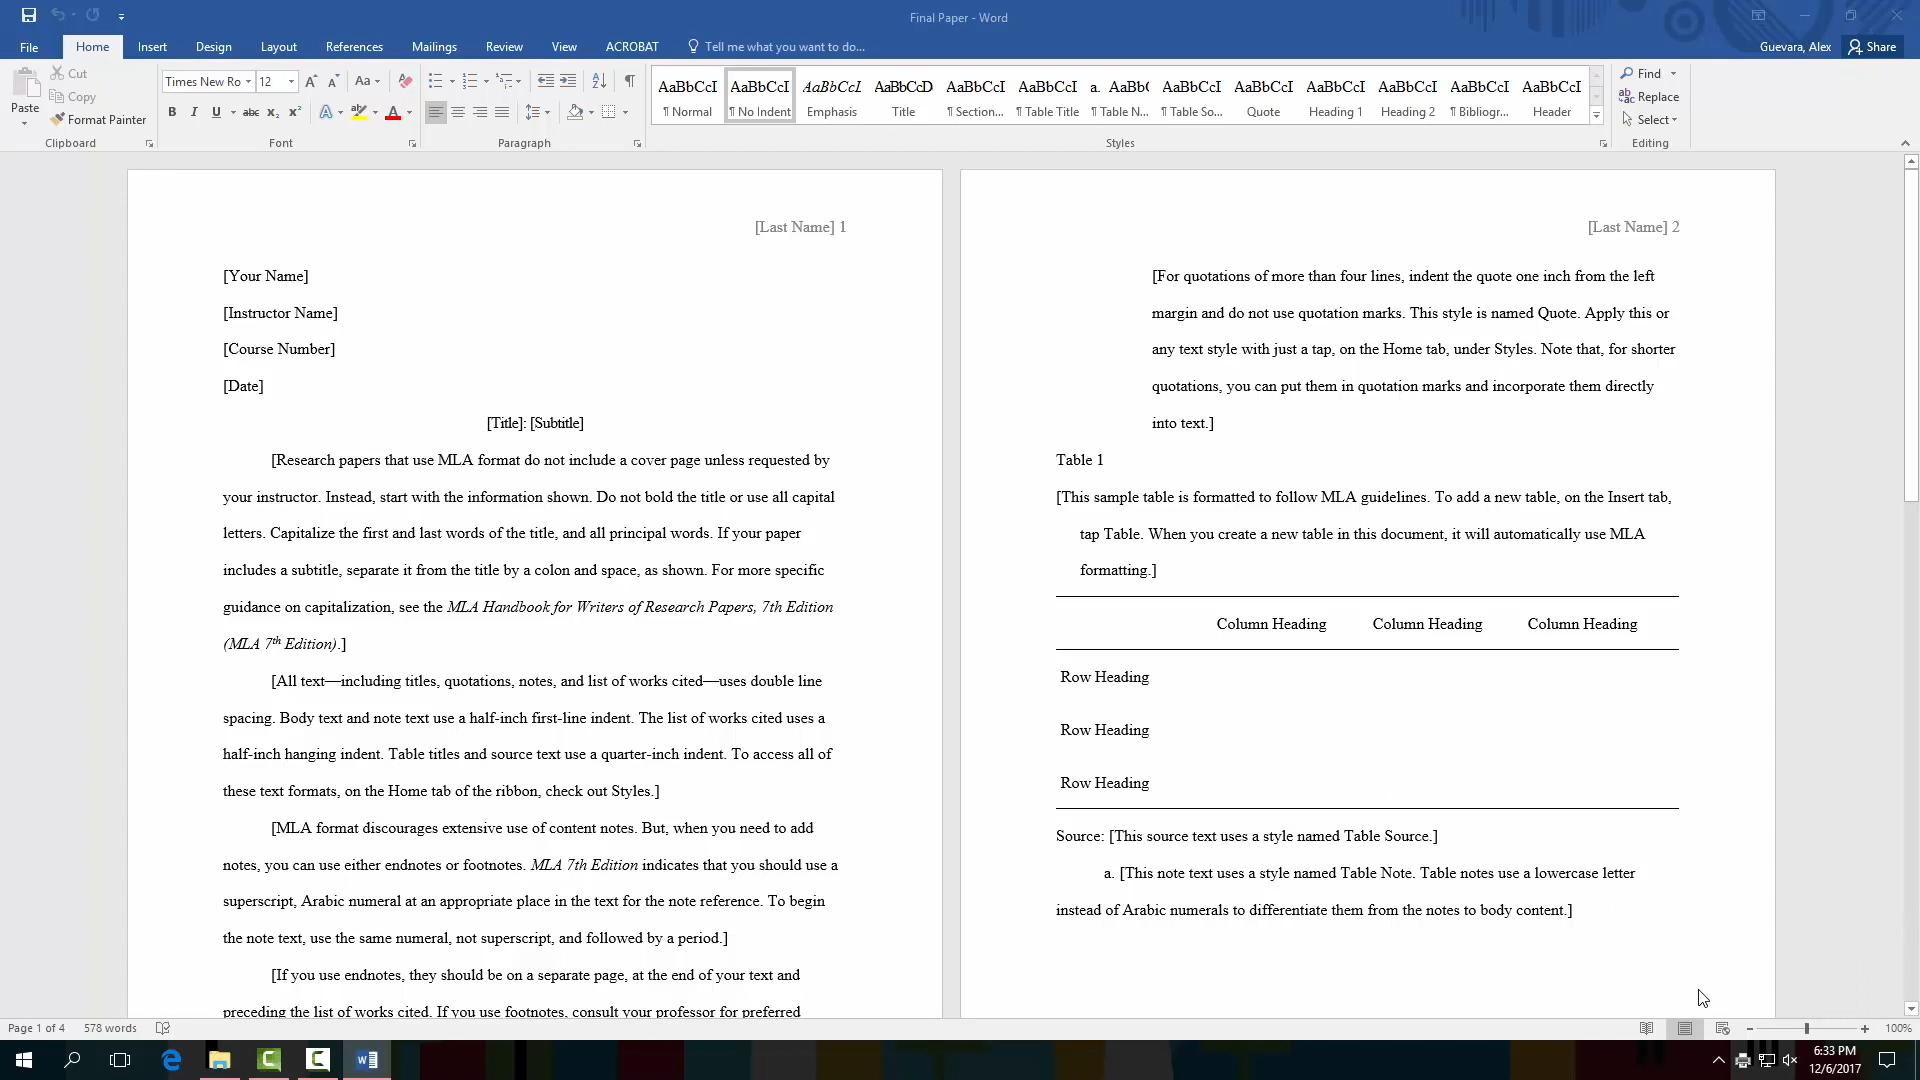 Final Paper - Word
File Home Insert Design Layout References Mailings Review View ACROBAT Tell me what you want to do... Guevara, Alex Share
Paste
Cut
Copy
Format Painter
Clipboard
Times New Ro 12
Font
Paragraph
AaBbCcI AaBbCcI AaBbCcI AaBbCcD AaBbCcI AaBbCcI a. AaBb( AaBbCcI AaBbCcI AaBbCcI AaBbCcI AaBbCcI AaBbCcI
¶ Normal ¶ No Indent Emphasis Title ¶ Section... ¶ Table Title ¶ Table N... ¶ Table So... Quote Heading 1 Heading 2 ¶ Bibliogr... Header
Styles
Find
Replace
Select
Editing
[Last Name] 1
[Your Name]
[Instructor Name]
[Course Number]
[Date]
[Title]: [Subtitle]
[Research papers that use MLA format do not include a cover page unless requested by
your instructor. Instead, start with the information shown. Do not bold the title or use all capital
letters. Capitalize the first and last words of the title, and all principal words. If your paper
includes a subtitle, separate it from the title by a colon and space, as shown. For more specific
guidance on capitalization, see the MLA Handbook for Writers of Research Papers, 7th Edition
(MLA 7th Edition).]
[All text—including titles, quotations, notes, and list of works cited—uses double line
spacing. Body text and note text use a half-inch first-line indent. The list of works cited uses a
half-inch hanging indent. Table titles and source text use a quarter-inch indent. To access all of
these text formats, on the Home tab of the ribbon, check out Styles.]
[MLA format discourages extensive use of content notes. But, when you need to add
notes, you can use either endnotes or footnotes. MLA 7th Edition indicates that you should use a
superscript, Arabic numeral at an appropriate place in the text for the note reference. To begin
the note text, use the same numeral, not superscript, and followed by a period.]
[If you use endnotes, they should be on a separate page, at the end of your text and
preceding the list of works cited. If you use footnotes, consult your professor for preferred
[Last Name] 2
[For quotations of more than four lines, indent the quote one inch from the left
margin and do not use quotation marks. This style is named Quote. Apply this or
any text style with just a tap, on the Home tab, under Styles. Note that, for shorter
quotations, you can put them in quotation marks and incorporate them directly
into text.]
Table 1
[This sample table is formatted to follow MLA guidelines. To add a new table, on the Insert tab,
tap Table. When you create a new table in this document, it will automatically use MLA
formatting.]
Column Heading Column Heading Column Heading
Row Heading
Row Heading
Row Heading
Source: [This source text uses a style named Table Source.]
a. [This note text uses a style named Table Note. Table notes use a lowercase letter
instead of Arabic numerals to differentiate them from the notes to body content.]
Page 1 of 4 578 words 100%
6:33 PM
12/6/2017